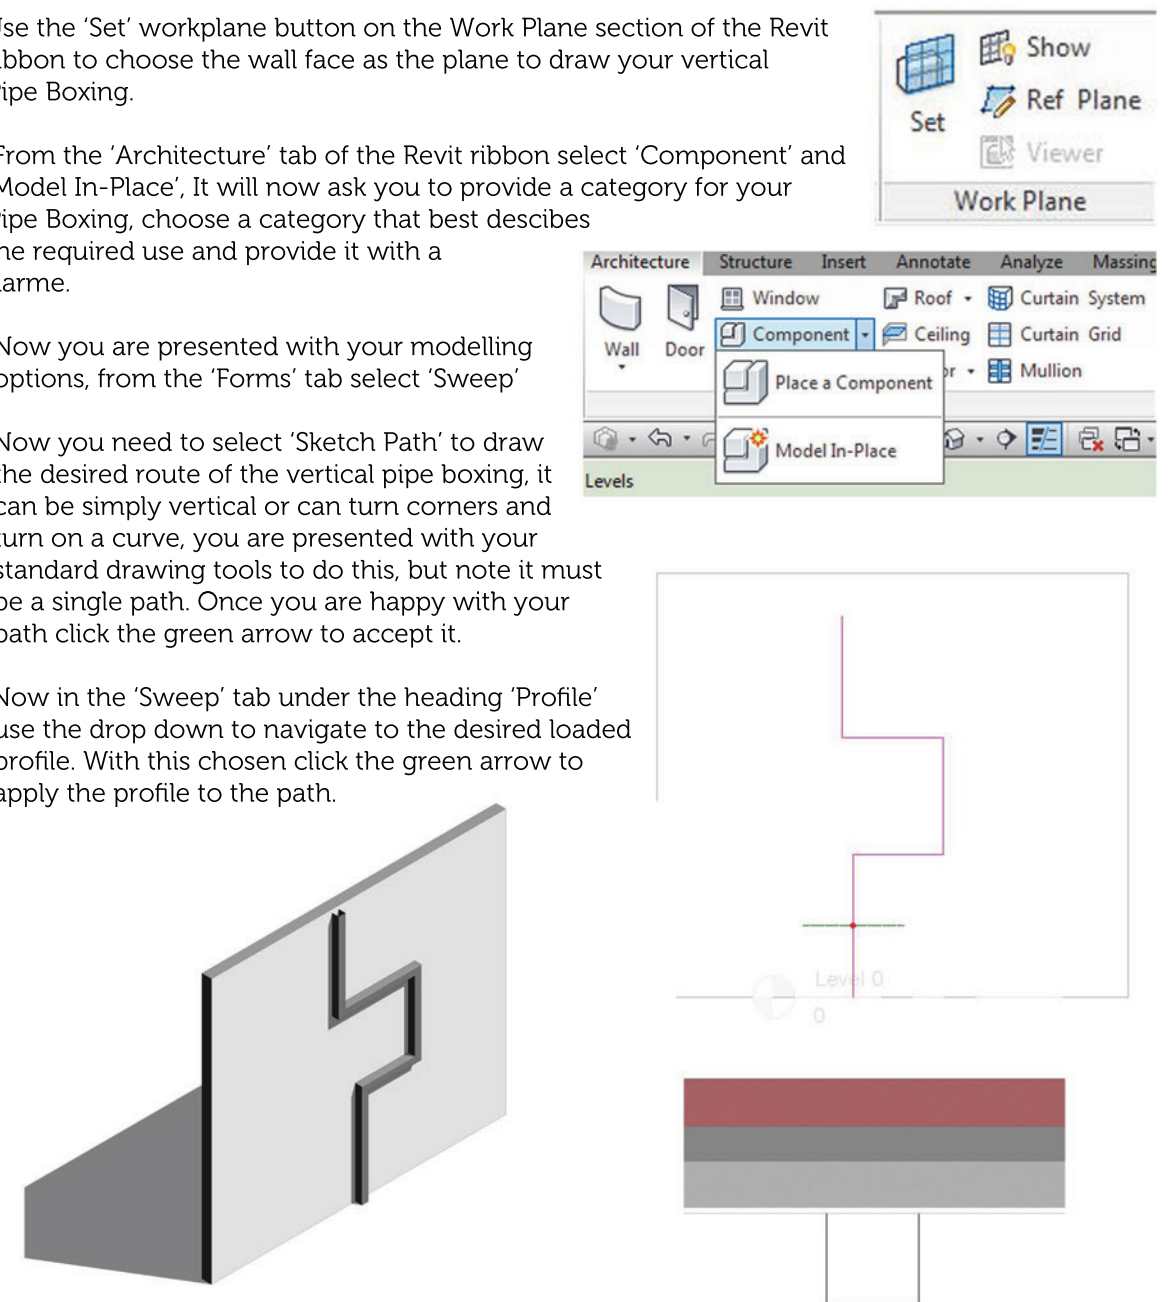 Use the ‘Set’ workplane button on the Work Plane section of the Revit
ibbon to choose the wall face as the plane to draw your vertical
Pipe Boxing.
From the ‘Architecture’ tab of the Revit ribbon select ‘Component’ and
Model In-Place’, It will now ask you to provide a category for your
Pipe Boxing, choose a category that best descibes
he required use and provide it with a
arme.
Now you are presented with your modelling
options, from the ‘Forms’ tab select ‘Sweep’
Now you need to select ‘Sketch Path’ to draw
the desired route of the vertical pipe boxing, it
can be simply vertical or can turn corners and
turn on a curve, you are presented with your
standard drawing tools to do this, but note it must
be a single path. Once you are happy with your
path click the green arrow to accept it.
Now in the ‘Sweep’ tab under the heading ‘Profile’
use the drop down to navigate to the desired loaded
profile. With this chosen click the green arrow to
apply the profile to the path.
Set
Show
Ref Plane
Viewer
Work Plane
Architecture Structure Insert Annotate Analyze Massing
Wall
Door
Window
Component
Roof
Ceiling
or
Curtain System
Curtain Grid
Mullion
Place a Component
Model In-Place
Levels
Level 0
0